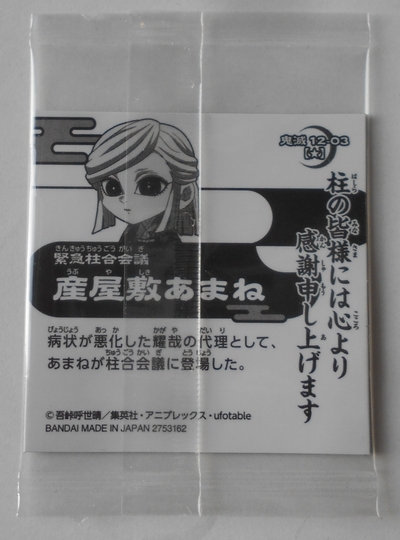 鬼滅 12-03
【★】
柱の皆様には心より
感謝申し上げます
緊急柱合会議
産屋敷あまね
病状が悪化した耀哉の代理として、
あまねが柱合会議に登場した。
©吾峠呼世晴／集英社・アニプレックス・ufotable
BANDAI MADE IN JAPAN 2753162